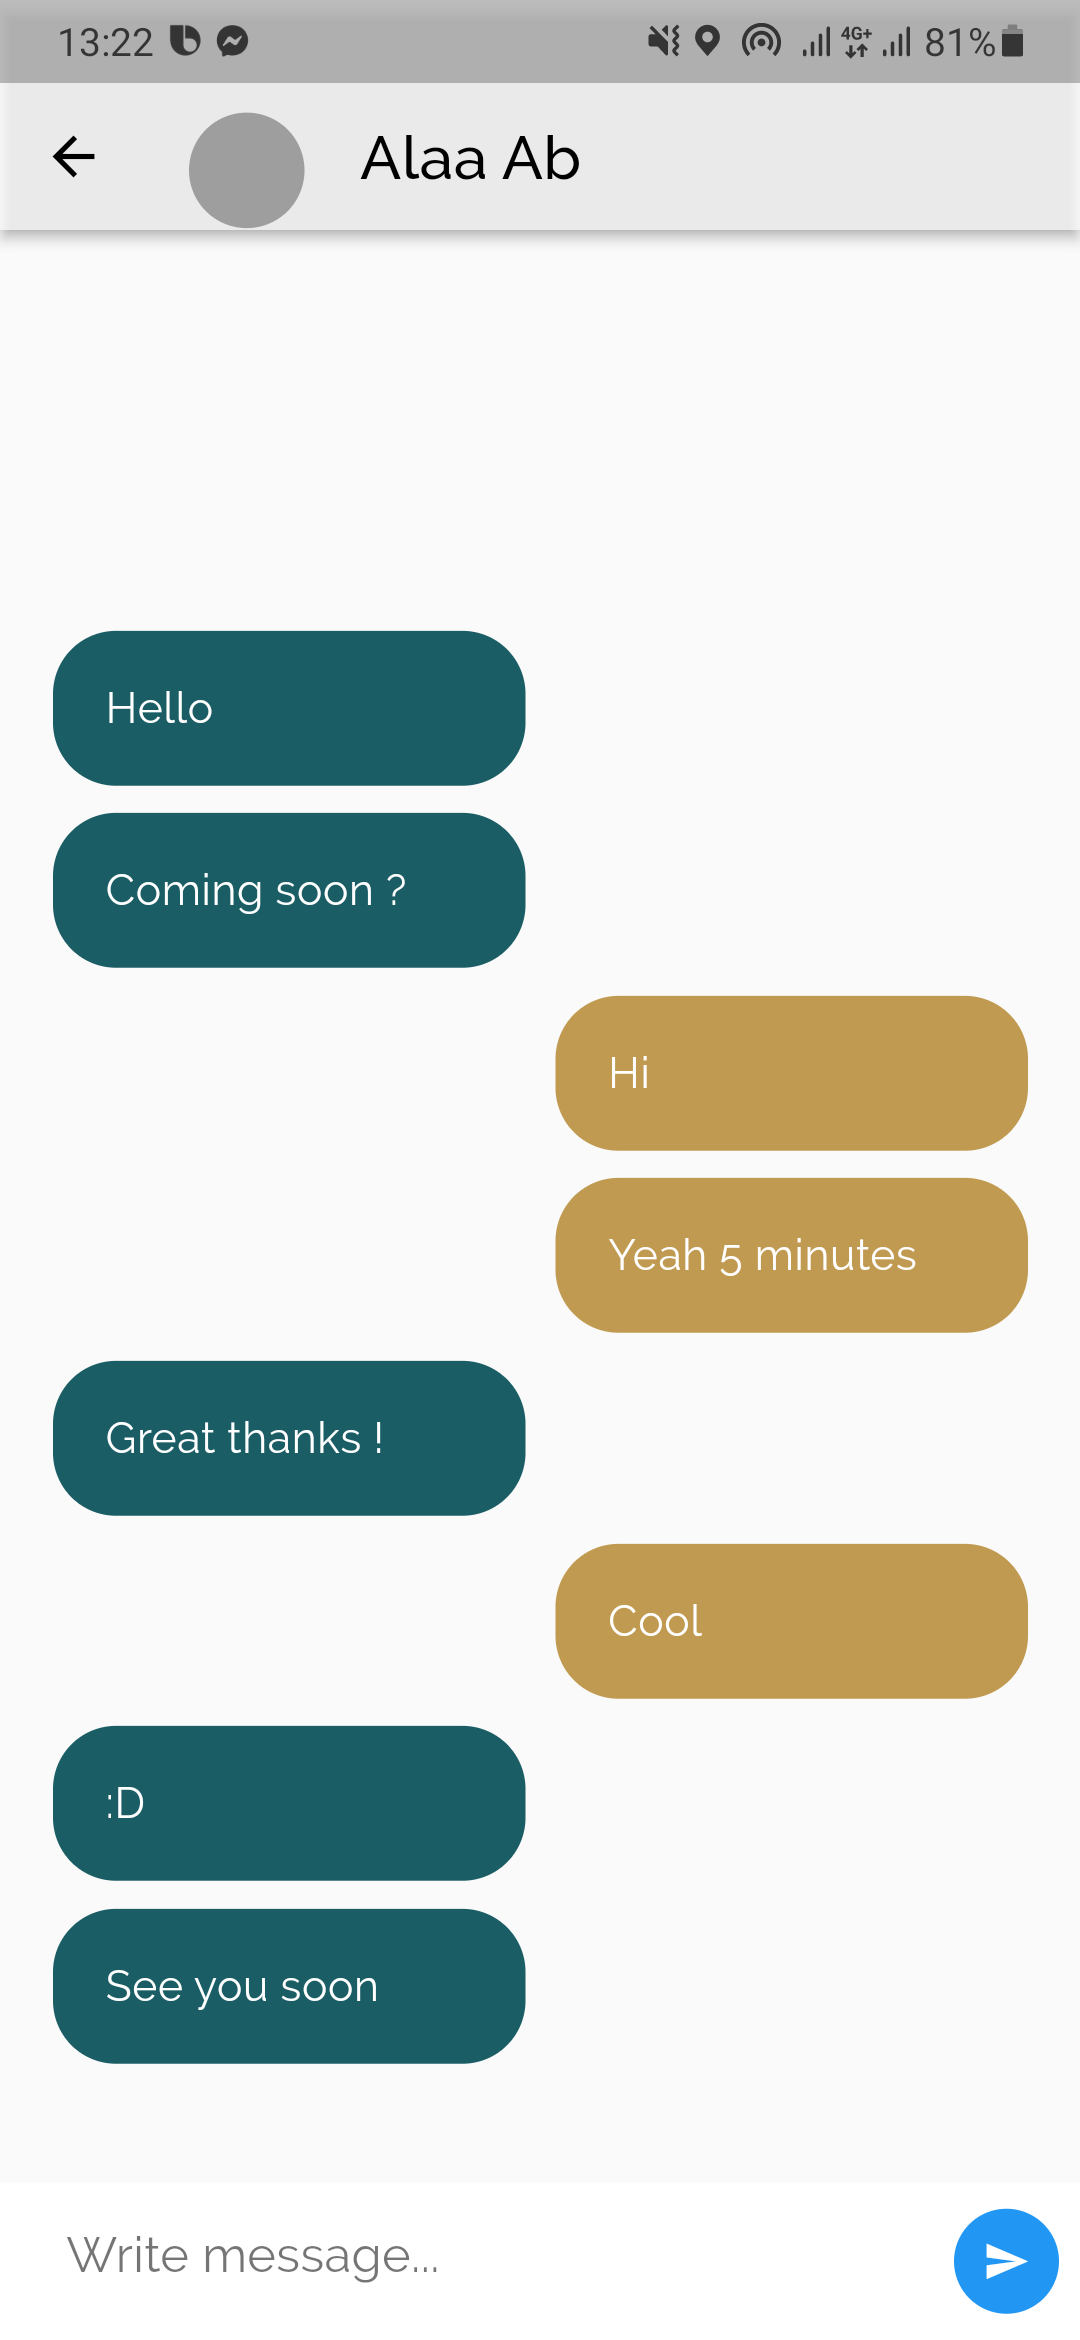 13:22 4G+ 81%
Alaa Ab
Hello
Coming soon ?
Hi
Yeah 5 minutes
Great thanks !
Cool
:D
See you soon
Write message...